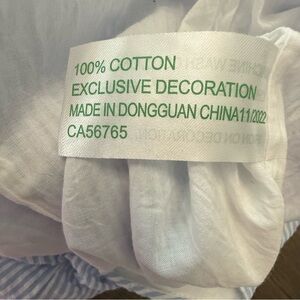 100% COTTON
EXCLUSIVE DECORATION
MADE IN DONGGUAN CHINA11/2022
CA56765